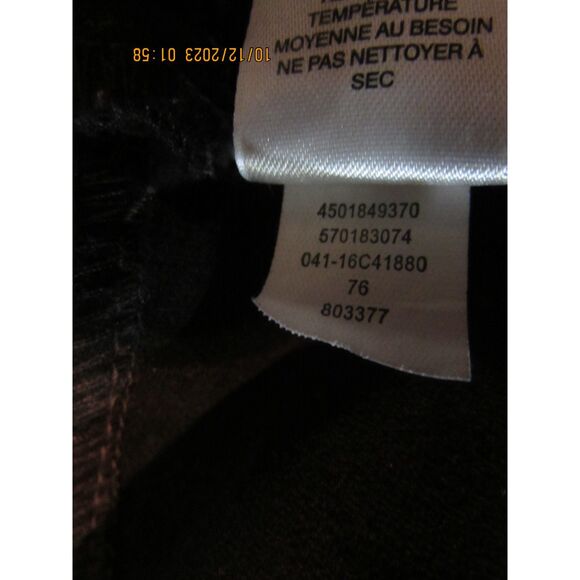 10/12/2023 01:58
TEMPÉRATURE
MOYENNE AU BESOIN
NE PAS NETTOYER À
SEC
4501849370
570183074
041-16C41880
76
803377